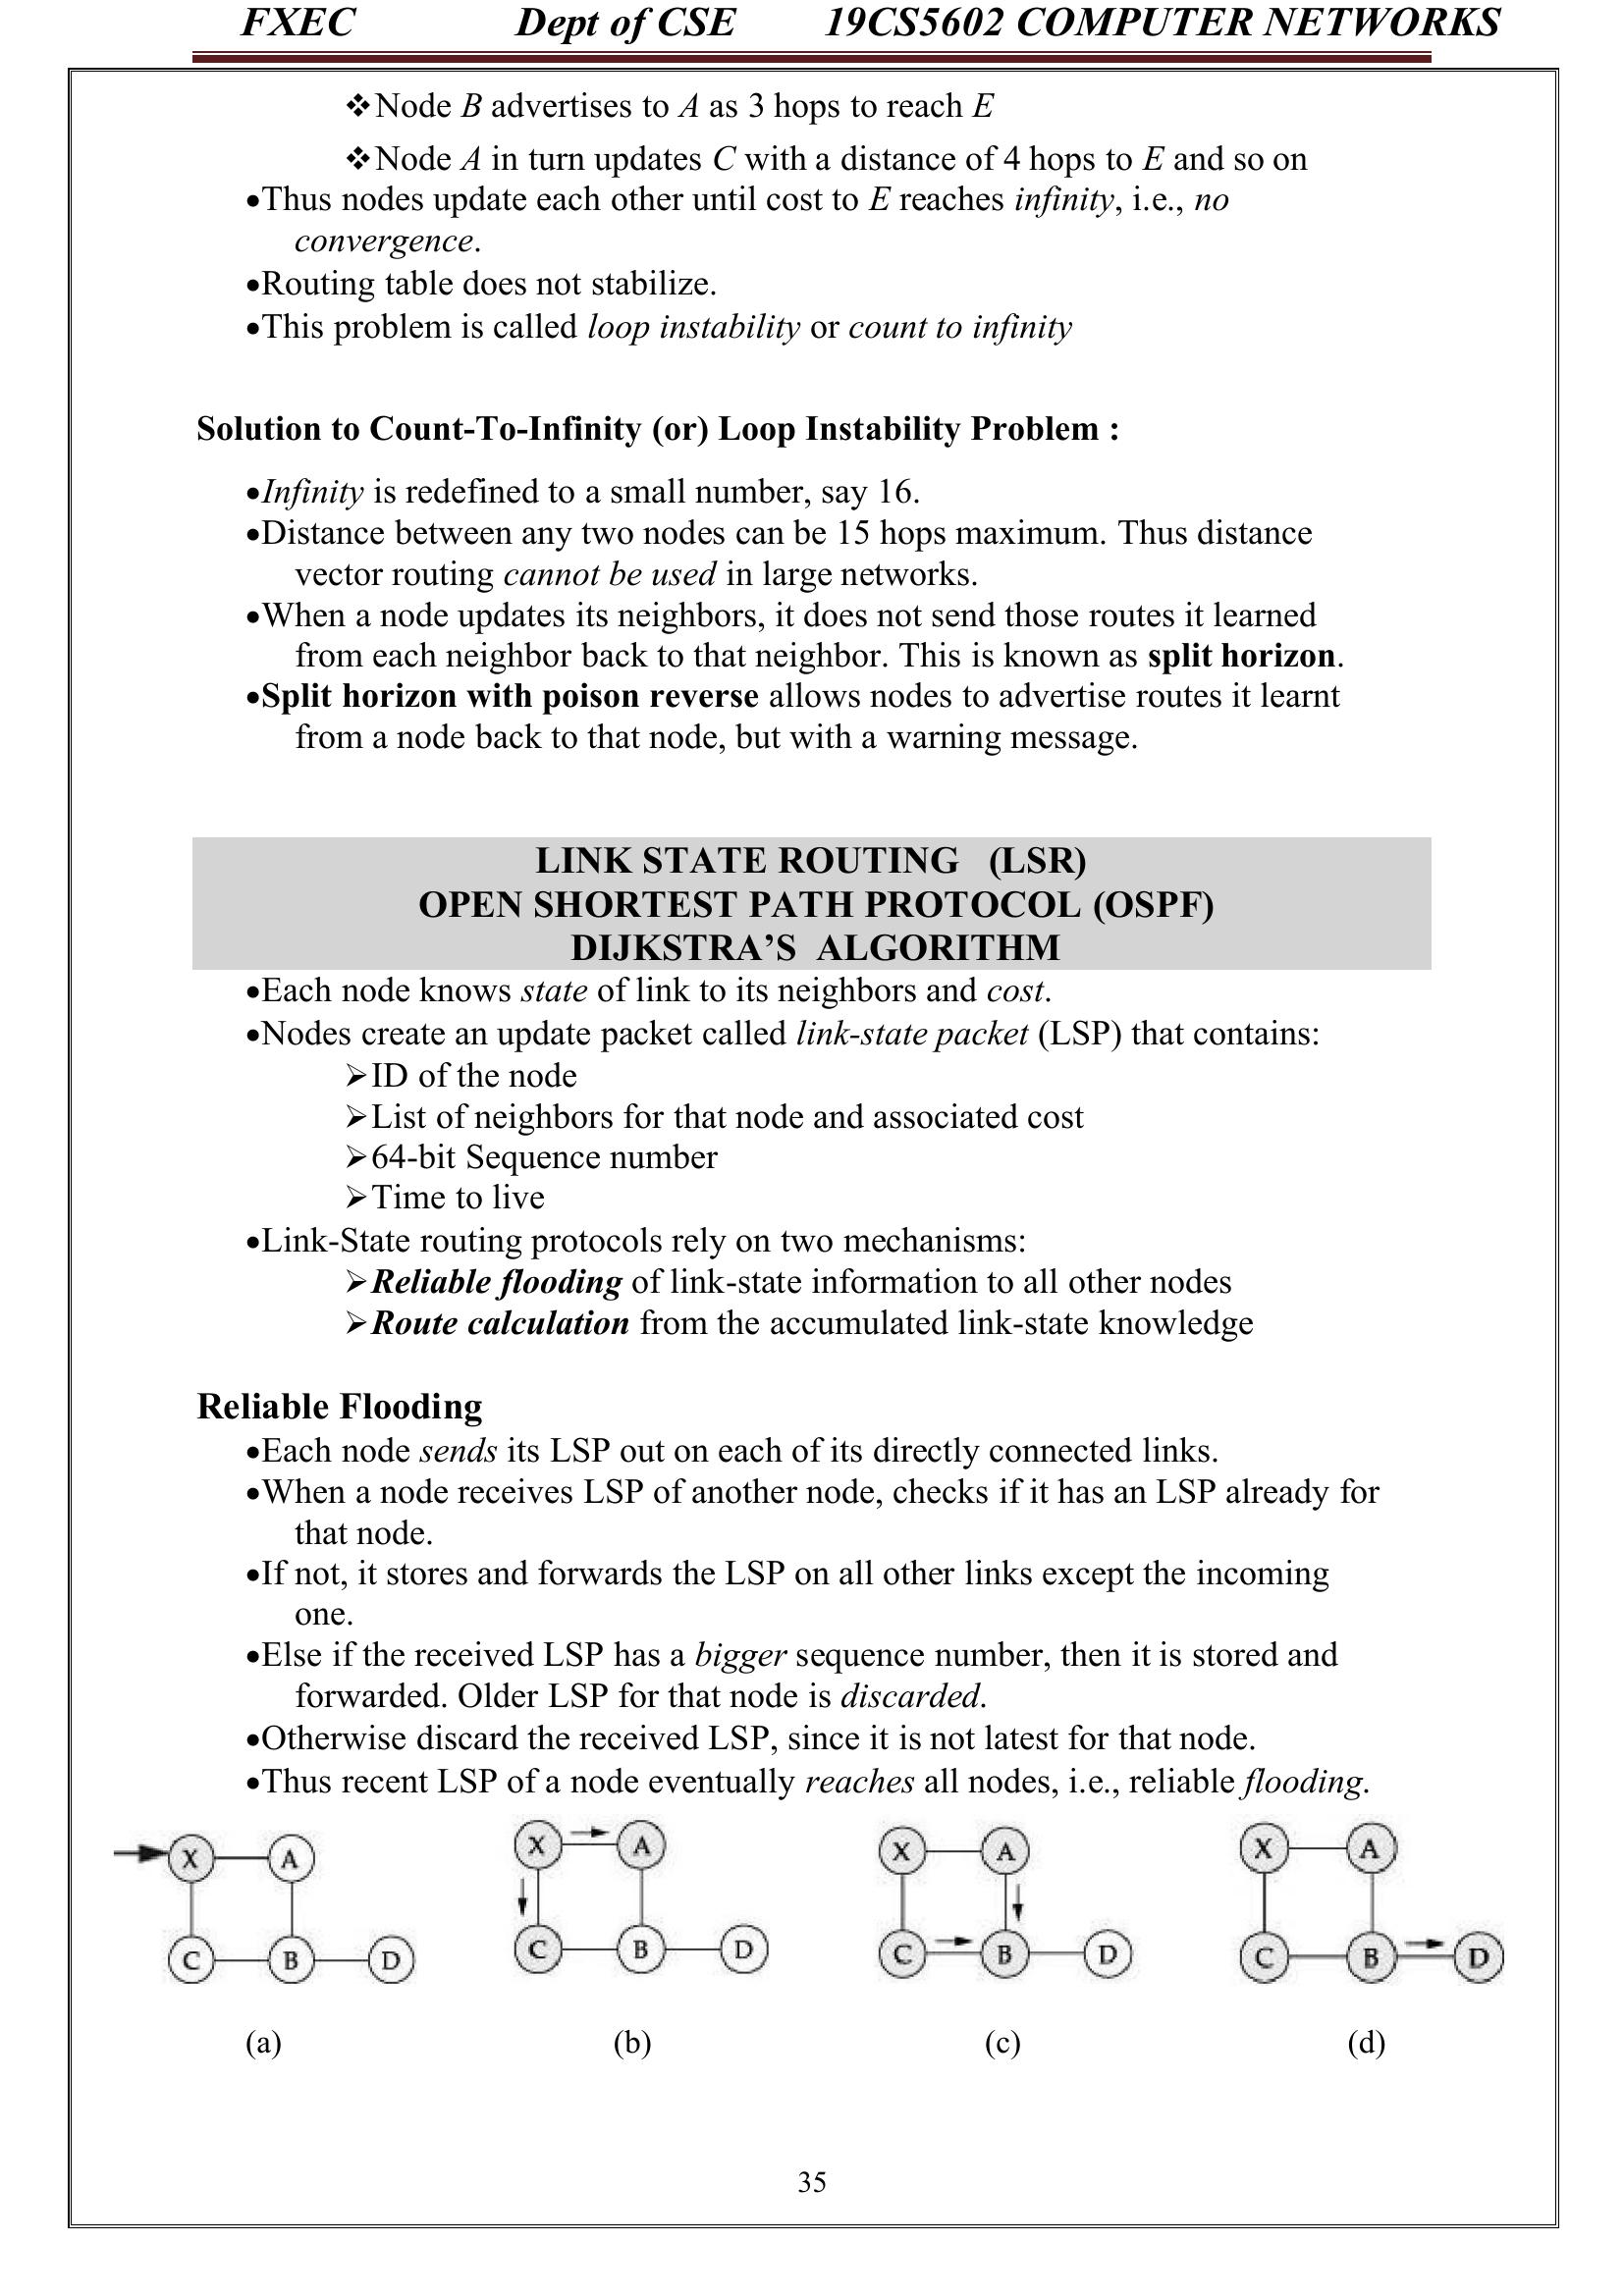 FXEC Dept of CSE 19CS5602 COMPUTER NETWORKS
❖Node B advertises to A as 3 hops to reach E
❖Node A in turn updates C with a distance of 4 hops to E and so on
•Thus nodes update each other until cost to E reaches infinity, i.e., no
convergence.
•Routing table does not stabilize.
•This problem is called loop instability or count to infinity
Solution to Count-To-Infinity (or) Loop Instability Problem :
•Infinity is redefined to a small number, say 16.
•Distance between any two nodes can be 15 hops maximum. Thus distance
vector routing cannot be used in large networks.
•When a node updates its neighbors, it does not send those routes it learned
from each neighbor back to that neighbor. This is known as split horizon.
•Split horizon with poison reverse allows nodes to advertise routes it learnt
from a node back to that node, but with a warning message.
LINK STATE ROUTING (LSR)
OPEN SHORTEST PATH PROTOCOL (OSPF)
DIJKSTRA’S ALGORITHM
•Each node knows state of link to its neighbors and cost.
•Nodes create an update packet called link-state packet (LSP) that contains:
➢ID of the node
➢List of neighbors for that node and associated cost
➢64-bit Sequence number
➢Time to live
•Link-State routing protocols rely on two mechanisms:
➢Reliable flooding of link-state information to all other nodes
➢Route calculation from the accumulated link-state knowledge
Reliable Flooding
•Each node sends its LSP out on each of its directly connected links.
•When a node receives LSP of another node, checks if it has an LSP already for
that node.
•If not, it stores and forwards the LSP on all other links except the incoming
one.
•Else if the received LSP has a bigger sequence number, then it is stored and
forwarded. Older LSP for that node is discarded.
•Otherwise discard the received LSP, since it is not latest for that node.
•Thus recent LSP of a node eventually reaches all nodes, i.e., reliable flooding.
X A X A X A X A
C B D C B D C B D C B D
(a) (b) (c) (d)
35